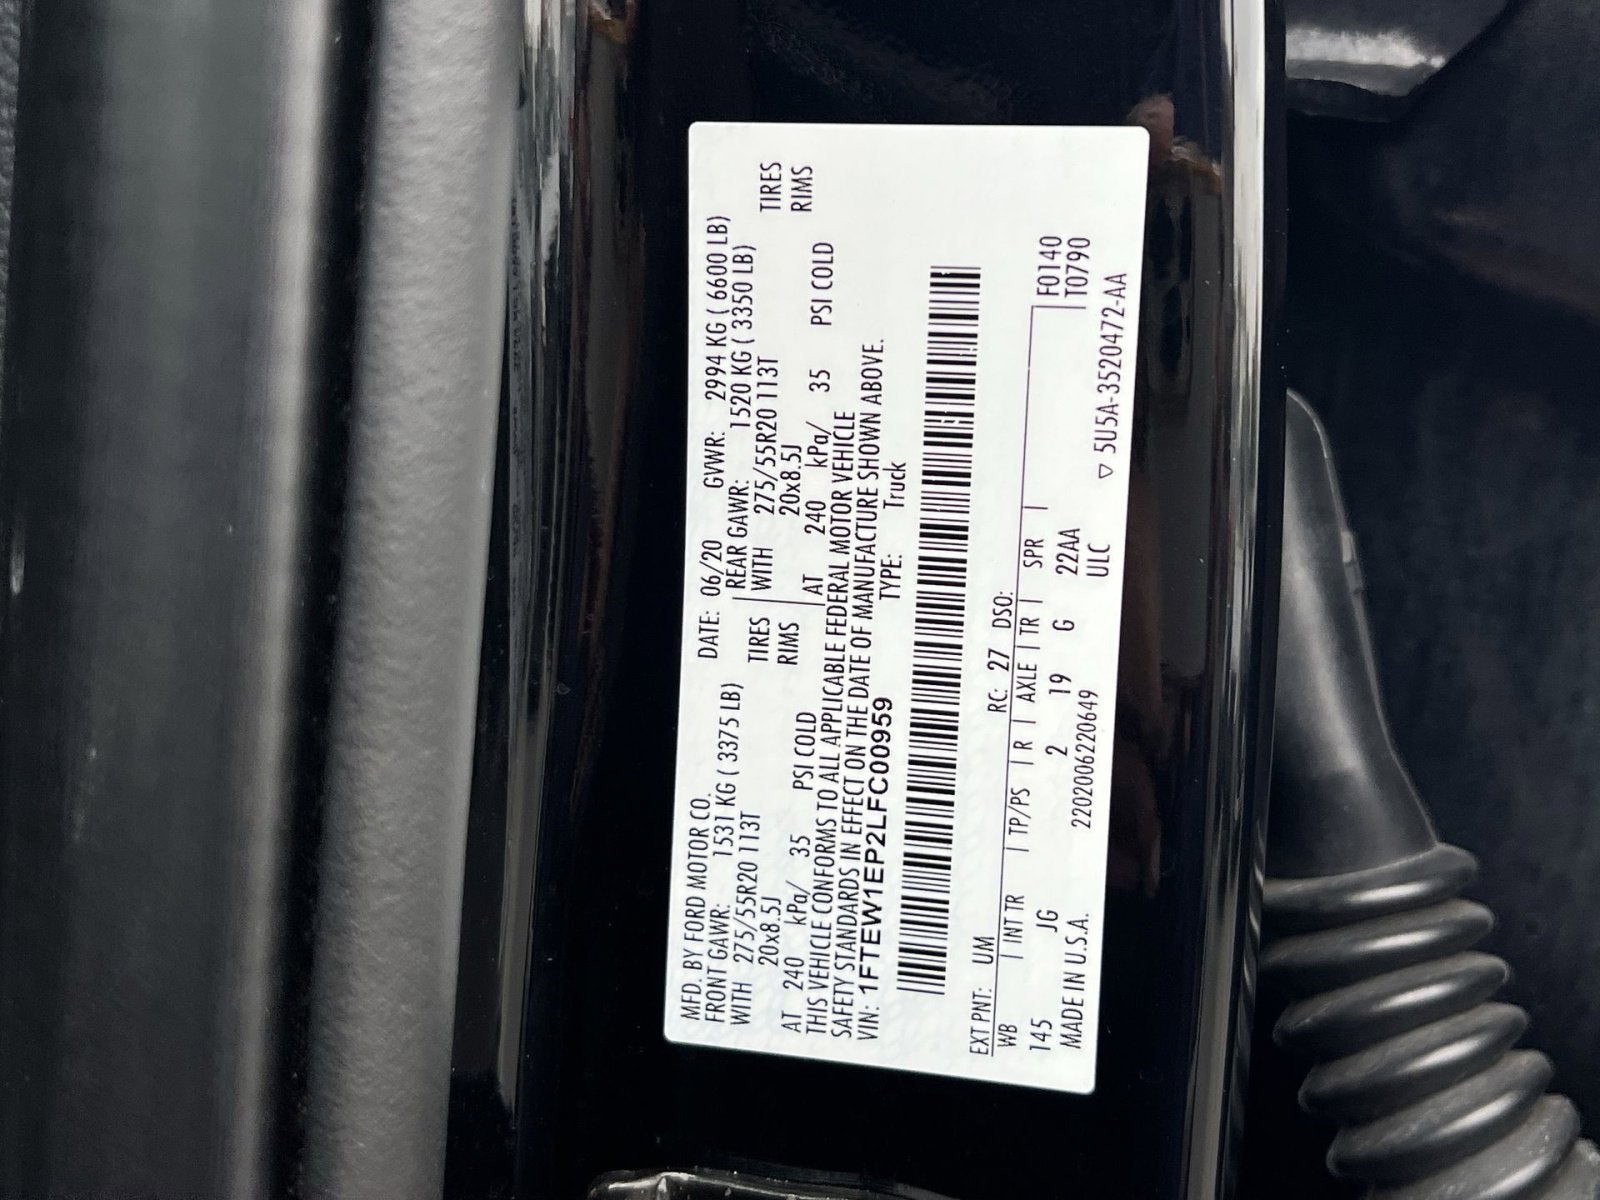 MFD. BY FORD MOTOR CO.
DATE: 06/20 GVWR: 2994 KG ( 6600 LB)
FRONT GAWR: 1531 KG ( 3375 LB) REAR GAWR: 1520 KG ( 3350 LB)
WITH 275/55R20 113T TIRES WITH 275/55R20 113T TIRES
20x8.5J RIMS 20x8.5J RIMS
AT 240 kPa/ 35 PSI COLD AT 240 kPa/ 35 PSI COLD
THIS VEHICLE CONFORMS TO ALL APPLICABLE FEDERAL MOTOR VEHICLE
SAFETY STANDARDS IN EFFECT ON THE DATE OF MANUFACTURE SHOWN ABOVE.
VIN: 1FTEW1EP2LFC00959 TYPE: Truck
EXT PNT: UM RC: 27 DSO:
WB | INT TR | TP/PS | R | AXLE | TR | SPR |
145 JG 2 19 G 22AA F0140
MADE IN U.S.A. 2202006220649 ULC T0790
▽ 5U5A-3520472-AA